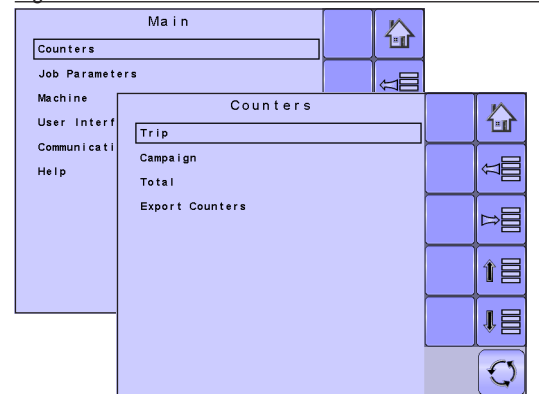 Main
Counters
Job Parameters
Machine
User Interf
Communicati
Help
Counters
Trip
Campaign
Total
Export Counters